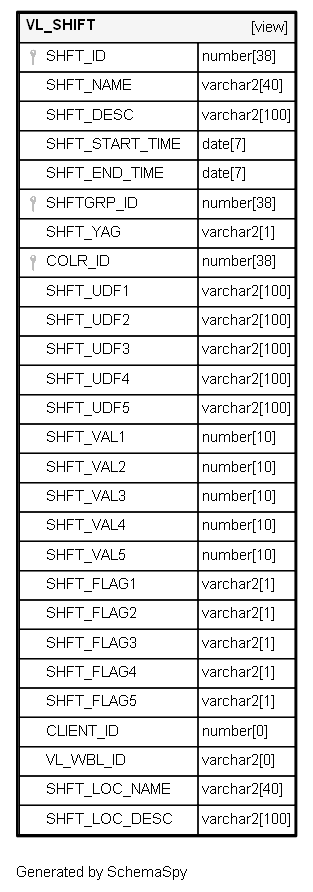 VL_SHIFT [view]
SHFT_ID number[38]
SHFT_NAME varchar2[40]
SHFT_DESC varchar2[100]
SHFT_START_TIME date[7]
SHFT_END_TIME date[7]
SHFTGRP_ID number[38]
SHFT_YAG varchar2[1]
COLR_ID number[38]
SHFT_UDF1 varchar2[100]
SHFT_UDF2 varchar2[100]
SHFT_UDF3 varchar2[100]
SHFT_UDF4 varchar2[100]
SHFT_UDF5 varchar2[100]
SHFT_VAL1 number[10]
SHFT_VAL2 number[10]
SHFT_VAL3 number[10]
SHFT_VAL4 number[10]
SHFT_VAL5 number[10]
SHFT_FLAG1 varchar2[1]
SHFT_FLAG2 varchar2[1]
SHFT_FLAG3 varchar2[1]
SHFT_FLAG4 varchar2[1]
SHFT_FLAG5 varchar2[1]
CLIENT_ID number[0]
VL_WBL_ID varchar2[0]
SHFT_LOC_NAME varchar2[40]
SHFT_LOC_DESC varchar2[100]
Generated by SchemaSpy